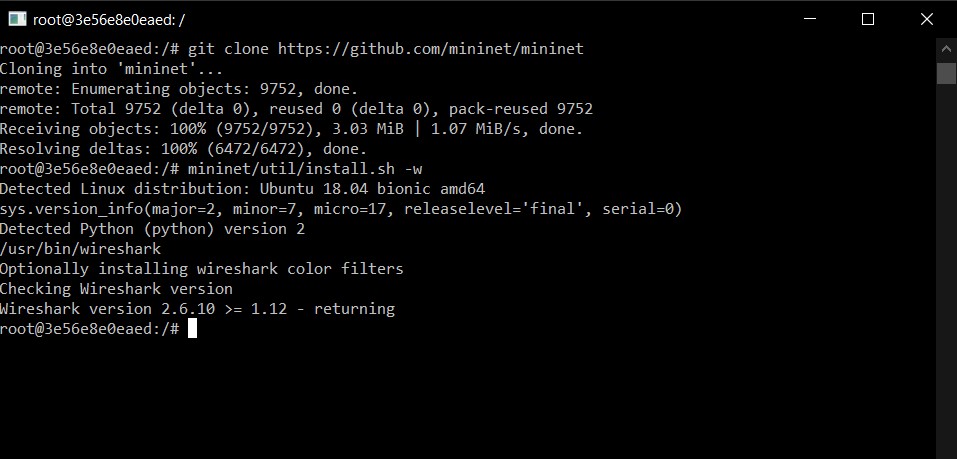 root@3e56e8e0eaed: /
root@3e56e8e0eaed:/# git clone https://github.com/mininet/mininet
Cloning into 'mininet'...
remote: Enumerating objects: 9752, done.
remote: Total 9752 (delta 0), reused 0 (delta 0), pack-reused 9752
Receiving objects: 100% (9752/9752), 3.03 MiB | 1.07 MiB/s, done.
Resolving deltas: 100% (6472/6472), done.
root@3e56e8e0eaed:/# mininet/util/install.sh -w
Detected Linux distribution: Ubuntu 18.04 bionic amd64
sys.version_info(major=2, minor=7, micro=17, releaselevel='final', serial=0)
Detected Python (python) version 2
/usr/bin/wireshark
Optionally installing wireshark color filters
Checking Wireshark version
Wireshark version 2.6.10 >= 1.12 - returning
root@3e56e8e0eaed:/#